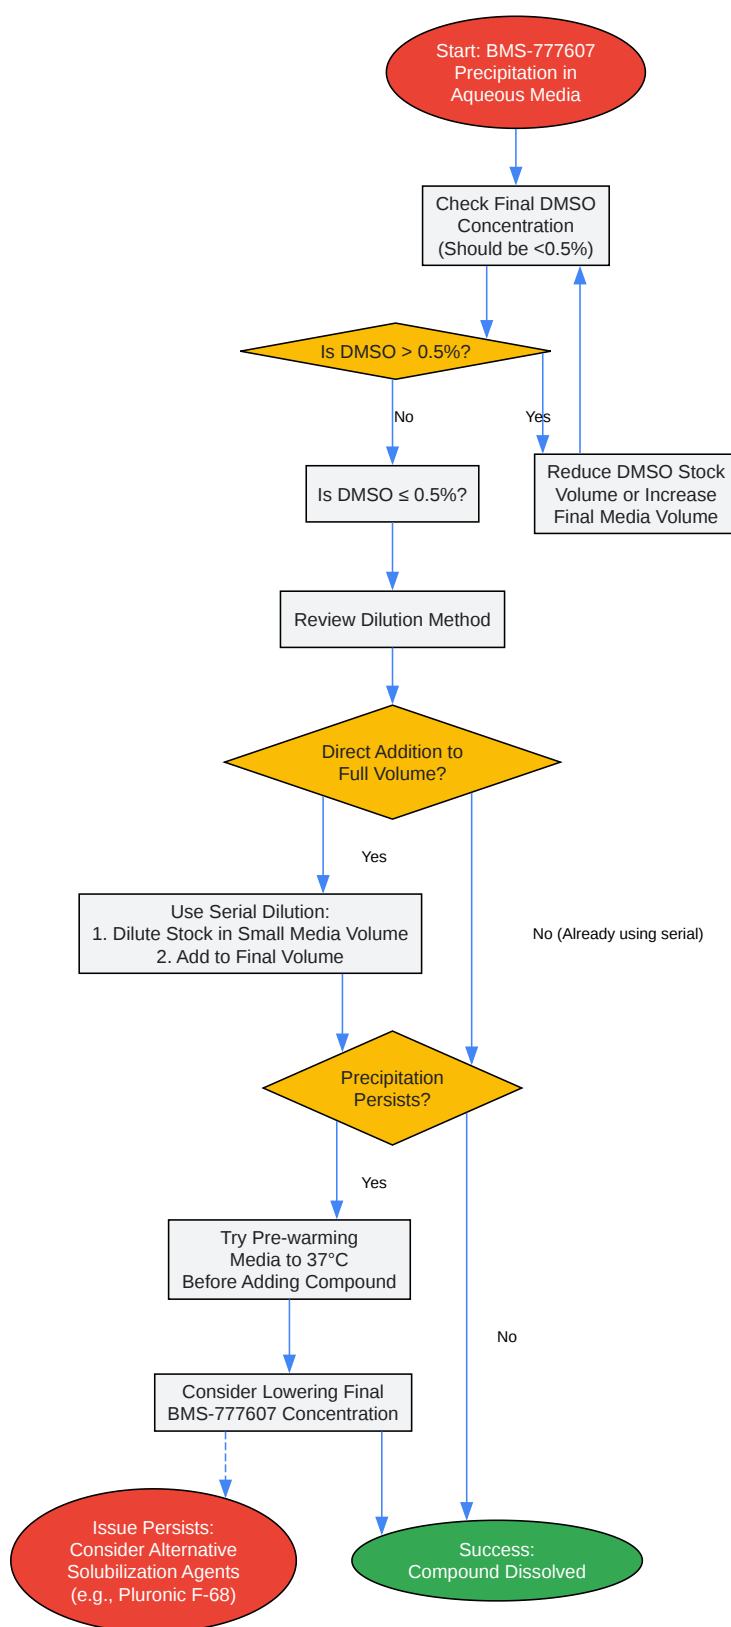 Start: BMS-777607
Precipitation in
Aqueous Media
Check Final DMSO
Concentration
(Should be <0.5%)
Is DMSO > 0.5%?
No
Yes
Reduce DMSO Stock
Volume or Increase
Final Media Volume
Is DMSO ≤ 0.5%?
Review Dilution Method
Direct Addition to
Full Volume?
Yes
Use Serial Dilution:
1. Dilute Stock in Small Media Volume
2. Add to Final Volume
No (Already using serial)
Precipitation
Persists?
Yes
Try Pre-warming
Media to 37°C
Before Adding Compound
No
Consider Lowering Final
BMS-777607 Concentration
Issue Persists:
Consider Alternative
Solubilization Agents
(e.g., Pluronic F-68)
Success:
Compound Dissolved